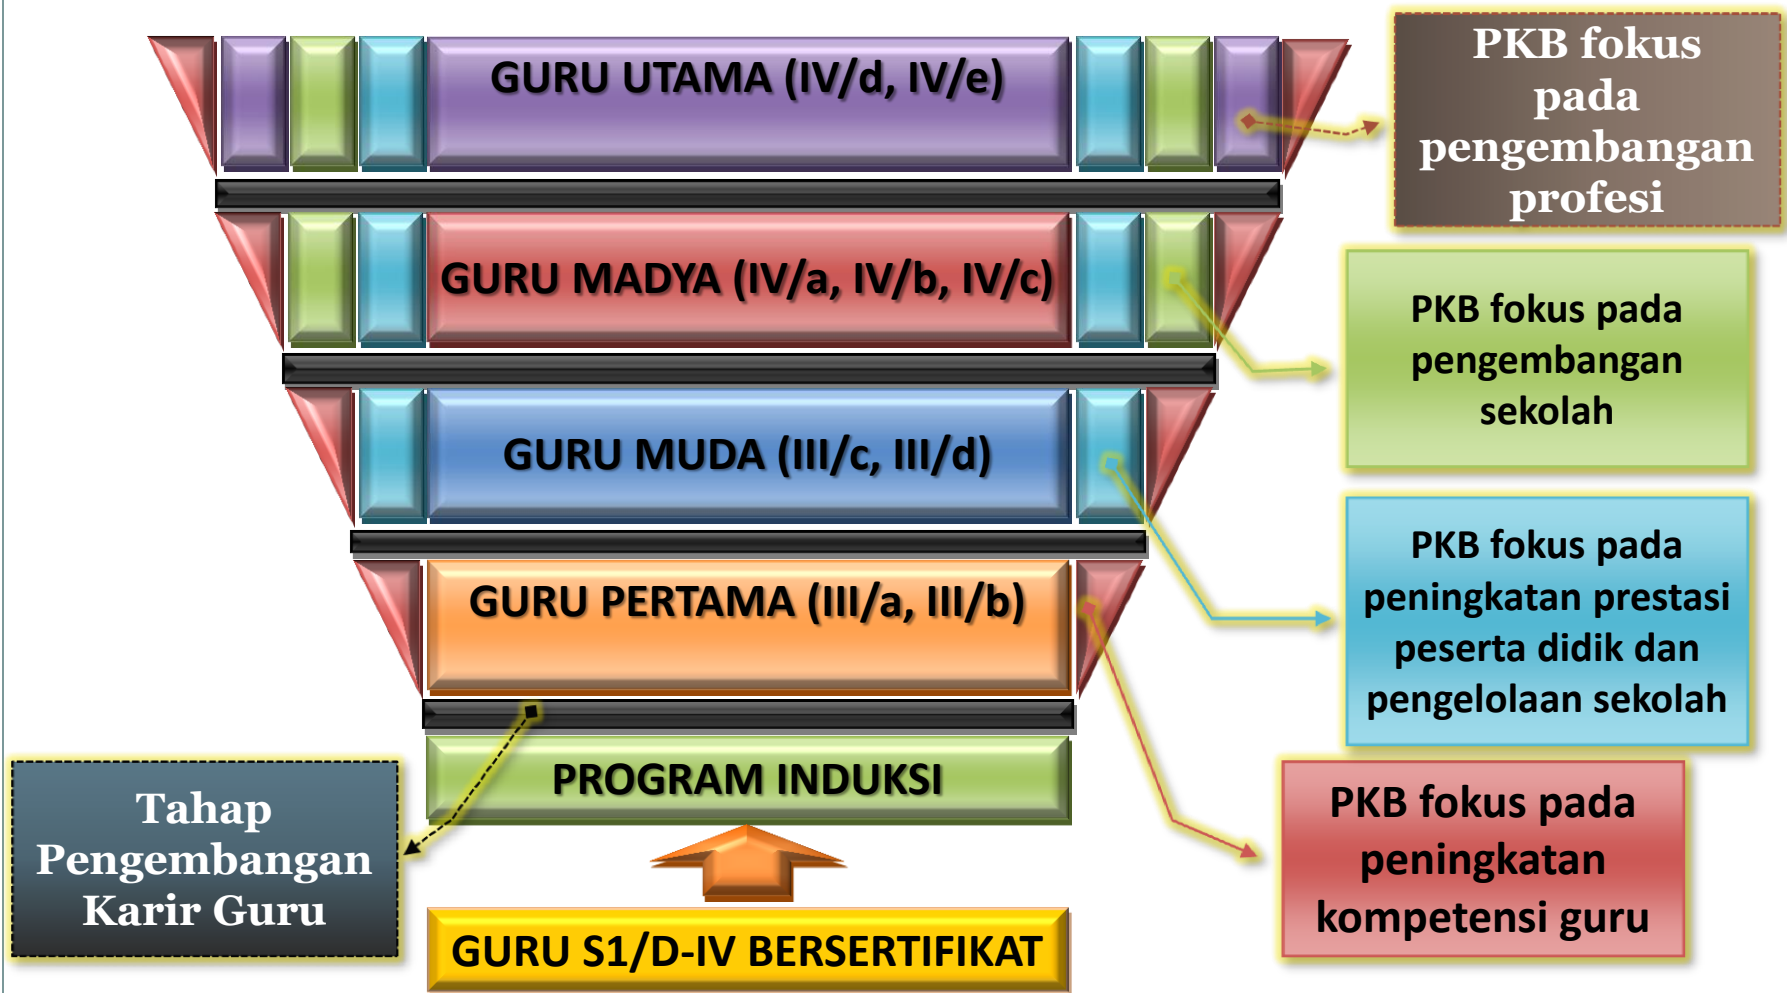 GURU UTAMA (IV/d, IV/e)
PKB fokus
pada
pengembangan
profesi
GURU MADYA (IV/a, IV/b, IV/c)
PKB fokus pada
pengembangan
sekolah
GURU MUDA (III/c, III/d)
PKB fokus pada
peningkatan prestasi
peserta didik dan
pengelolaan sekolah
GURU PERTAMA (III/a, III/b)
PROGRAM INDUKSI
PKB fokus pada
peningkatan
kompetensi guru
Tahap
Pengembangan
Karir Guru
GURU S1/D-IV BERSERTIFIKAT